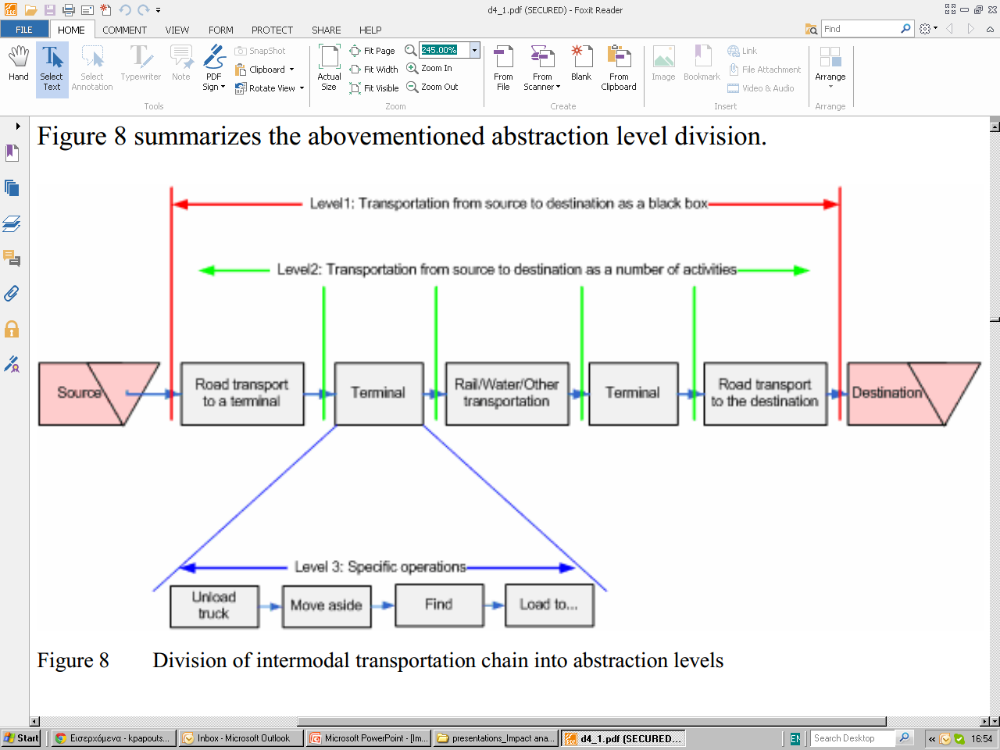 d4_1.pdf (SECURED) - Foxit Reader
FILE HOME COMMENT VIEW FORM PROTECT SHARE HELP
Find
Hand
Select Text
Select Annotation
Typewriter
Note
PDF Sign
SnapShot
Clipboard
Rotate View
Tools
Actual Size
Fit Page
Fit Width
Fit Visible
245.00%
Zoom In
Zoom Out
Zoom
From File
From Scanner
Blank
From Clipboard
Create
Image
Bookmark
Link
File Attachment
Video & Audio
Insert
Arrange
Arrange
Figure 8 summarizes the abovementioned abstraction level division.
Level1: Transportation from source to destination as a black box
Level2: Transportation from source to destination as a number of activities
Source
Road transport
to a terminal
Terminal
Rail/Water/Other
transportation
Terminal
Road transport
to the destination
Destination
Level 3: Specific operations
Unload
truck
Move aside
Find
Load to...
Figure 8 Division of intermodal transportation chain into abstraction levels
Start
Εισερχόμενα - kpapouts...
Inbox - Microsoft Outlook
Microsoft PowerPoint - [Im...
presentations_Impact ana...
d4_1.pdf (SECURED...
EN
Search Desktop
«
16:54